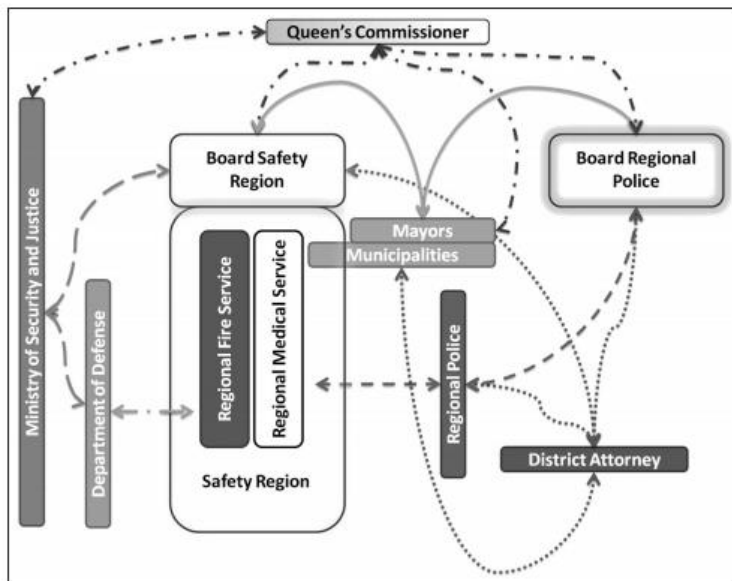 Queen's Commissioner
Ministry of Security and Justice
Board Safety
Region
Board Regional
Police
Mayors
Municipalities
Department of Defense
Regional Fire Service
Regional Medical Service
Regional Police
District Attorney
Safety Region